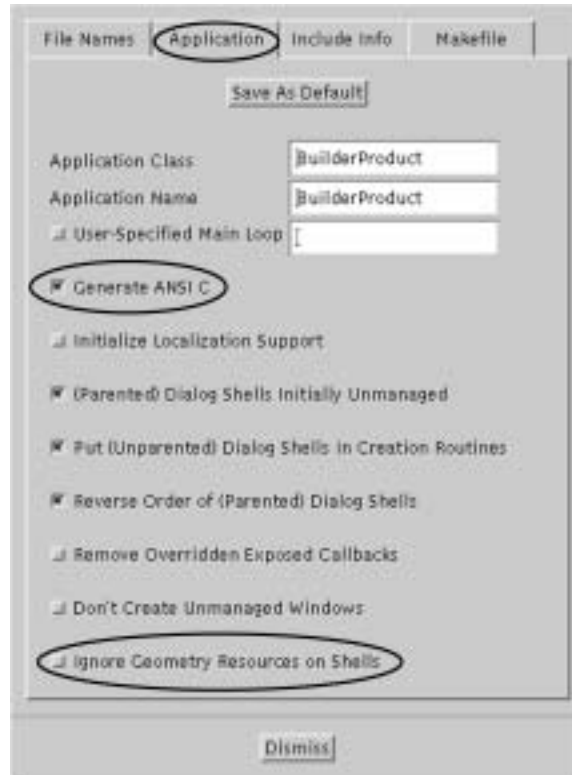 File Names Application Include Info Makefile
Save As Default
Application Class BuilderProduct
Application Name BuilderProduct
User-Specified Main Loop
Generate ANSI C
Initialize Localization Support
(Parented) Dialog Shells Initially Unmanaged
Put (Unparented) Dialog Shells in Creation Routines
Reverse Order of (Parented) Dialog Shells
Remove Overridden Exposed Callbacks
Don't Create Unmanaged Windows
Ignore Geometry Resources on Shells
Dismiss